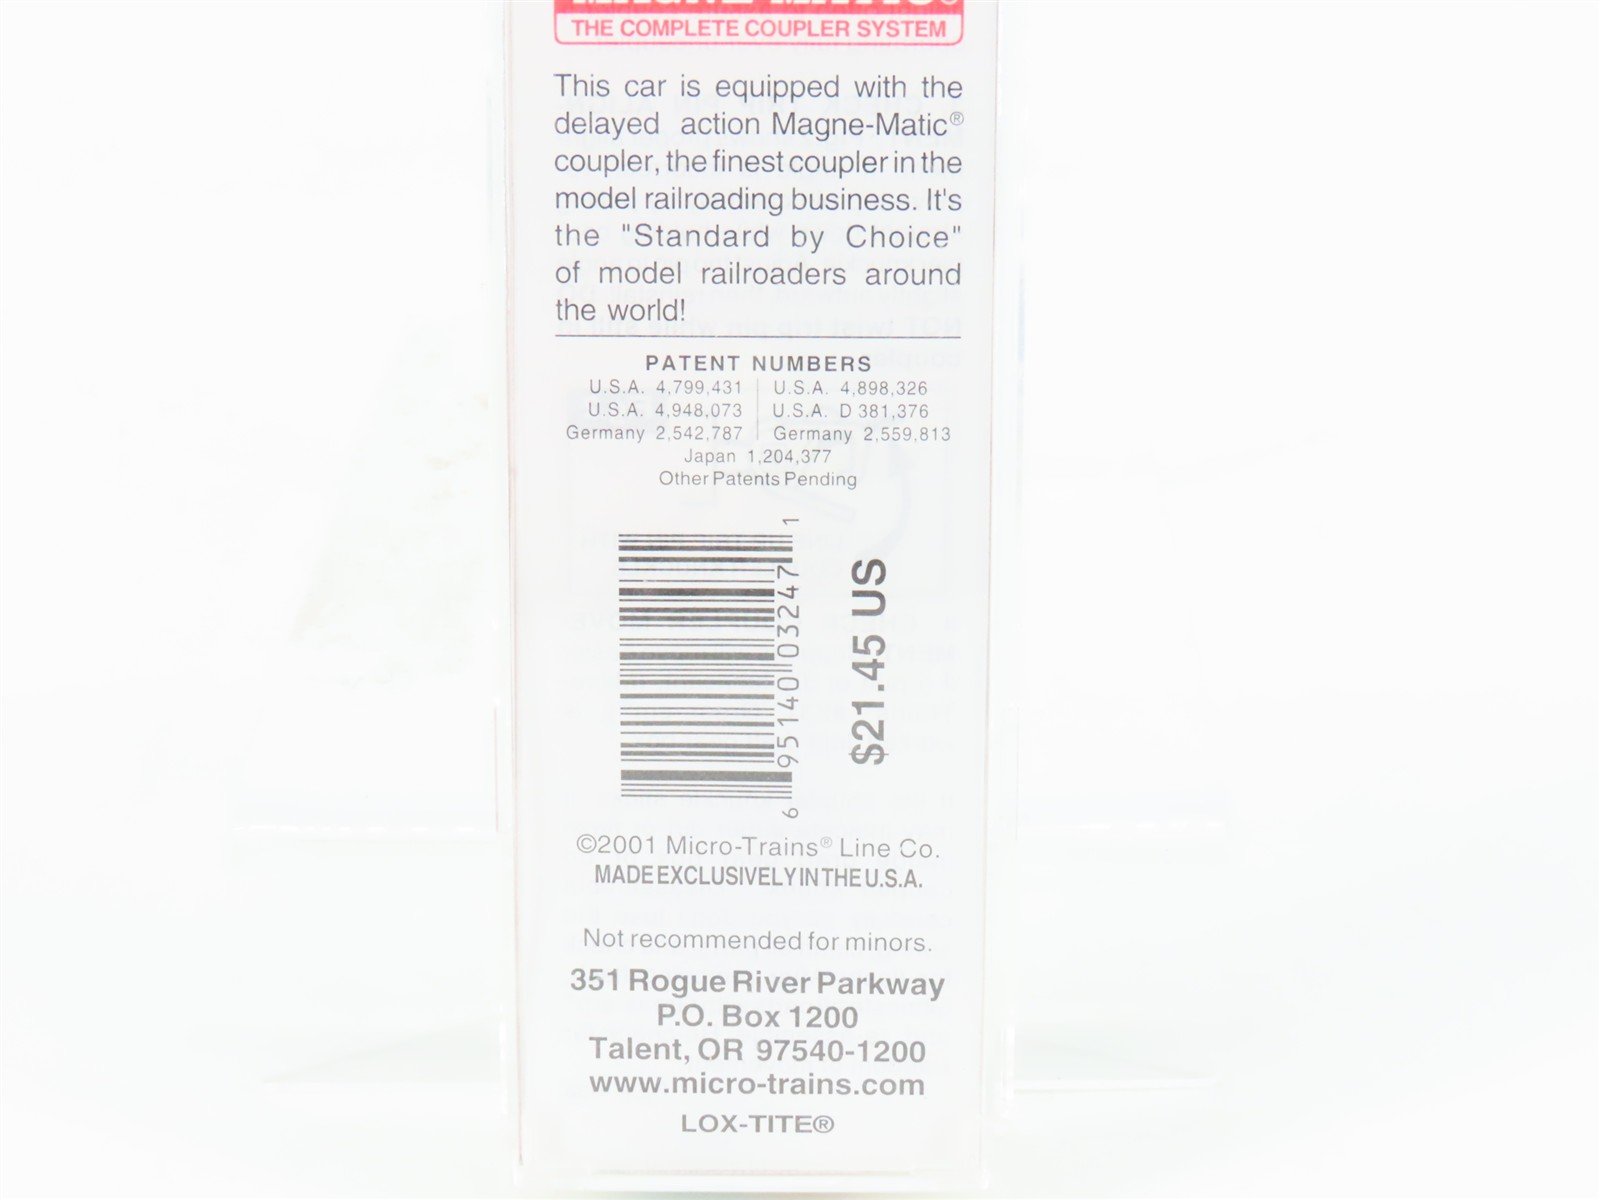 MAGNE-MATIC®
THE COMPLETE COUPLER SYSTEM
This car is equipped with the
delayed action Magne-Matic®
coupler, the finest coupler in the
model railroading business. It's
the "Standard by Choice"
of model railroaders around
the world!
PATENT NUMBERS
U.S.A. 4,799,431 | U.S.A. 4,898,326
U.S.A. 4,948,073 | U.S.A. D 381,376
Germany 2,542,787 | Germany 2,559,813
Japan 1,204,377
Other Patents Pending
6 95140 03247 1
$21.45 US
©2001 Micro-Trains® Line Co.
MADE EXCLUSIVELY IN THE U.S.A.
Not recommended for minors.
351 Rogue River Parkway
P.O. Box 1200
Talent, OR 97540-1200
www.micro-trains.com
LOX-TITE®